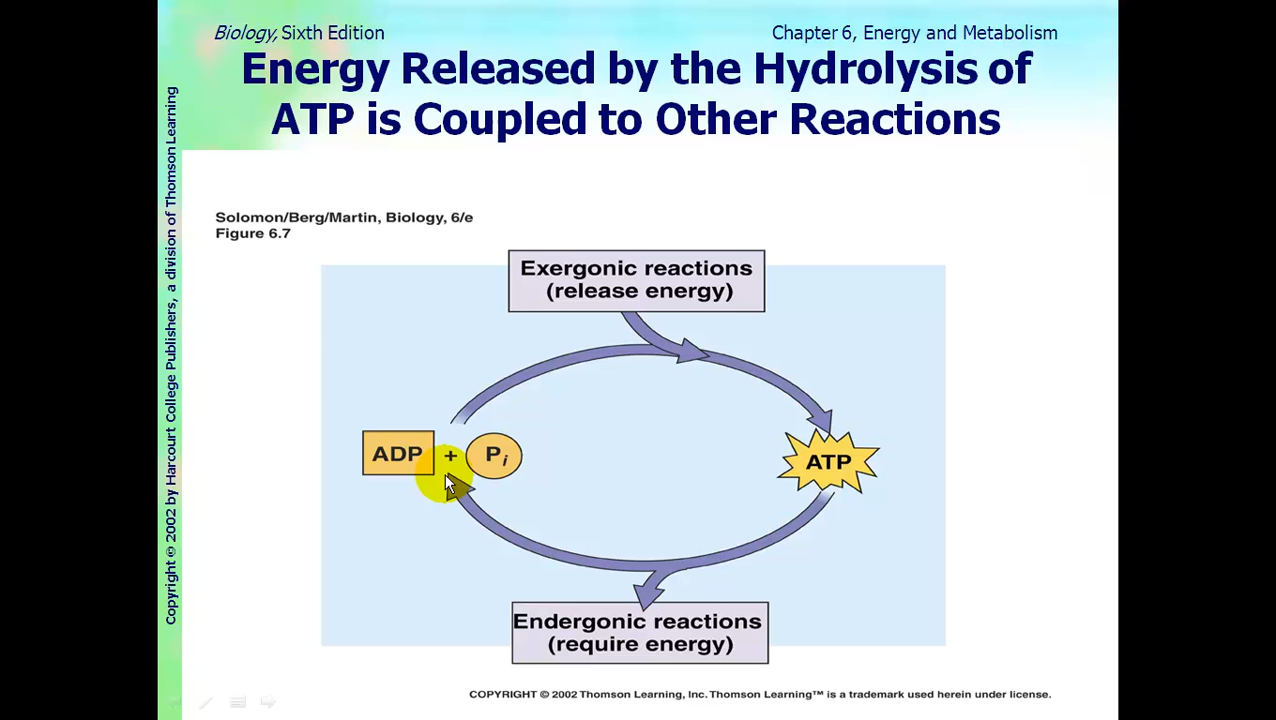 Biology, Sixth Edition
Chapter 6, Energy and Metabolism
Energy Released by the Hydrolysis of
ATP is Coupled to Other Reactions
Copyright © 2002 by Harcourt College Publishers, a division of Thomson Learning
Solomon/Berg/Martin, Biology, 6/e
Figure 6.7
Exergonic reactions
(release energy)
ADP + Pi
ATP
Endergonic reactions
(require energy)
COPYRIGHT © 2002 Thomson Learning, Inc. Thomson Learning™ is a trademark used herein under license.